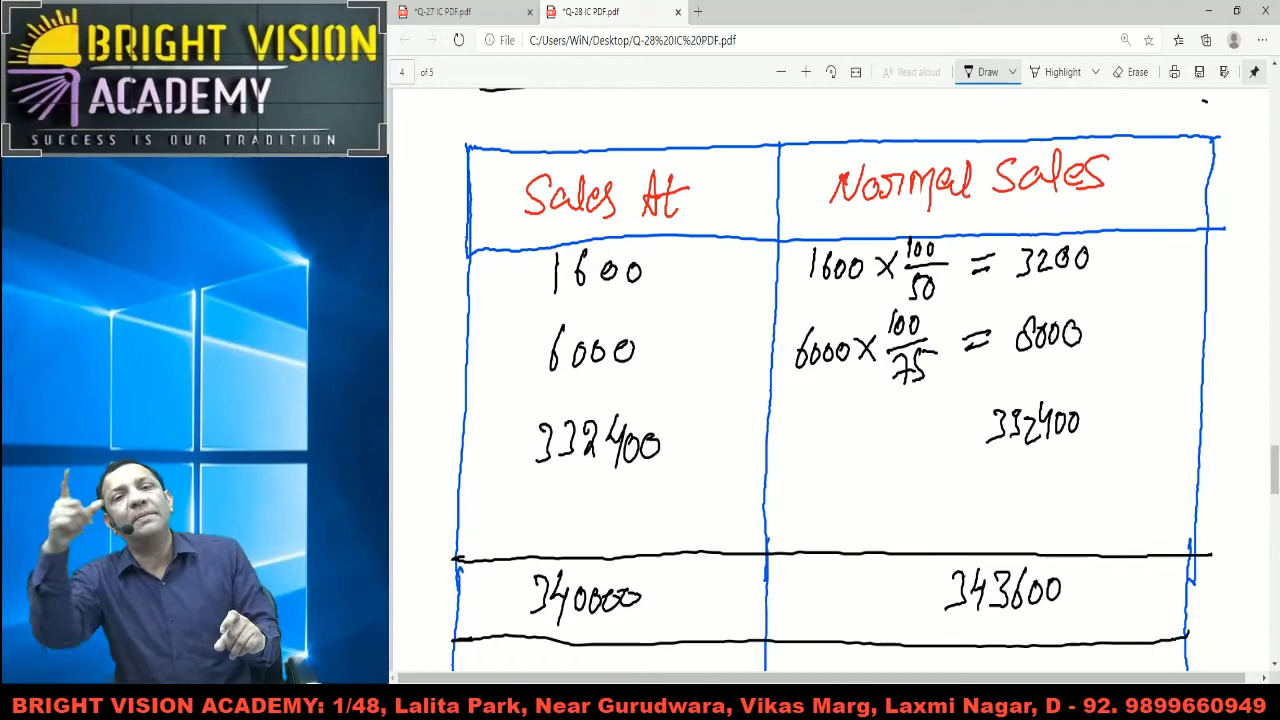 BRIGHT VISION
ACADEMY
SUCCESS IS OUR TRADITION
*Q-27 IC PDF.pdf
*Q-28 IC PDF.pdf
File C:/Users/WiN/Desktop/Q-28%20IC%20PDF.pdf
4 of 5
Read aloud Draw Highlight Erase
Sales At Normal Sales
1600 1600 × 100/50 = 3200
6000 6000 × 100/75 = 8000
332400 332400
340000 343600
BRIGHT VISION ACADEMY: 1/48, Lalita Park, Near Gurudwara, Vikas Marg, Laxmi Nagar, D - 92. 9899660949